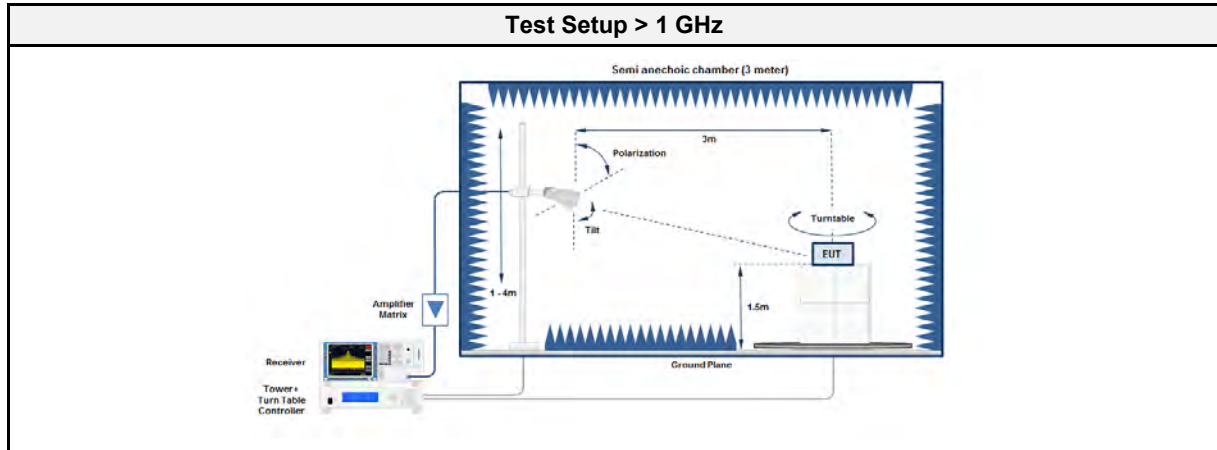 Test Setup > 1 GHz
Semi anechoic chamber (3 meter)
3m
Polarization
Tilt
Turntable
EUT
1 - 4m
1.5m
Amplifier
Matrix
Receiver
Ground Plane
Tower+
Turn Table
Controller